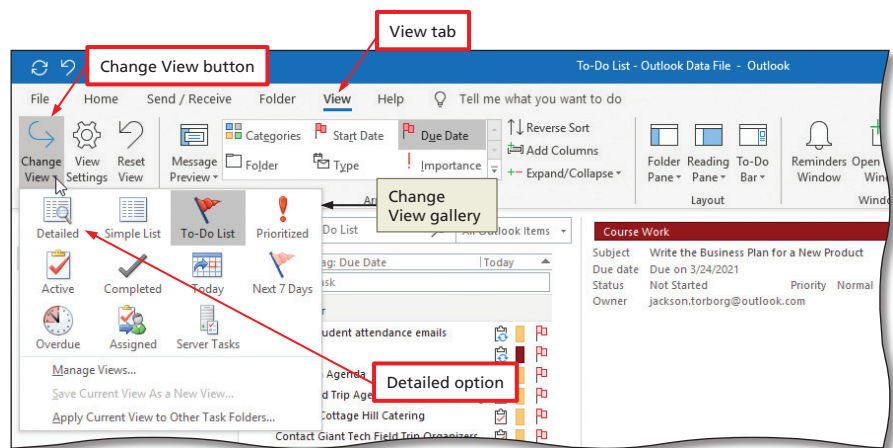 View tab
Change View button
To-Do List - Outlook Data File - Outlook
File Home Send / Receive Folder View Help Tell me what you want to do
Change View
View Settings
Reset View
Message Preview
Categories Start Date Due Date
Folder Type Importance
Reverse Sort
Add Columns
Expand/Collapse
Folder Pane
Reading Pane
To-Do Bar
Reminders Window
Open
Layout
Change
View gallery
Detailed Simple List To-Do List Prioritized
Active Completed Today Next 7 Days
Overdue Assigned Server Tasks
Manage Views...
Save Current View As a New View...
Apply Current View to Other Task Folders...
Do List
Outlook Items
ag: Due Date Today
ask
udent attendance emails
Agenda
d Trip Age
Cottage Hill Catering
Contact Giant Tech Field Trip Organizers
Detailed option
Course Work
Subject Write the Business Plan for a New Product
Due date Due on 3/24/2021
Status Not Started Priority Normal
Owner jackson.torborg@outlook.com